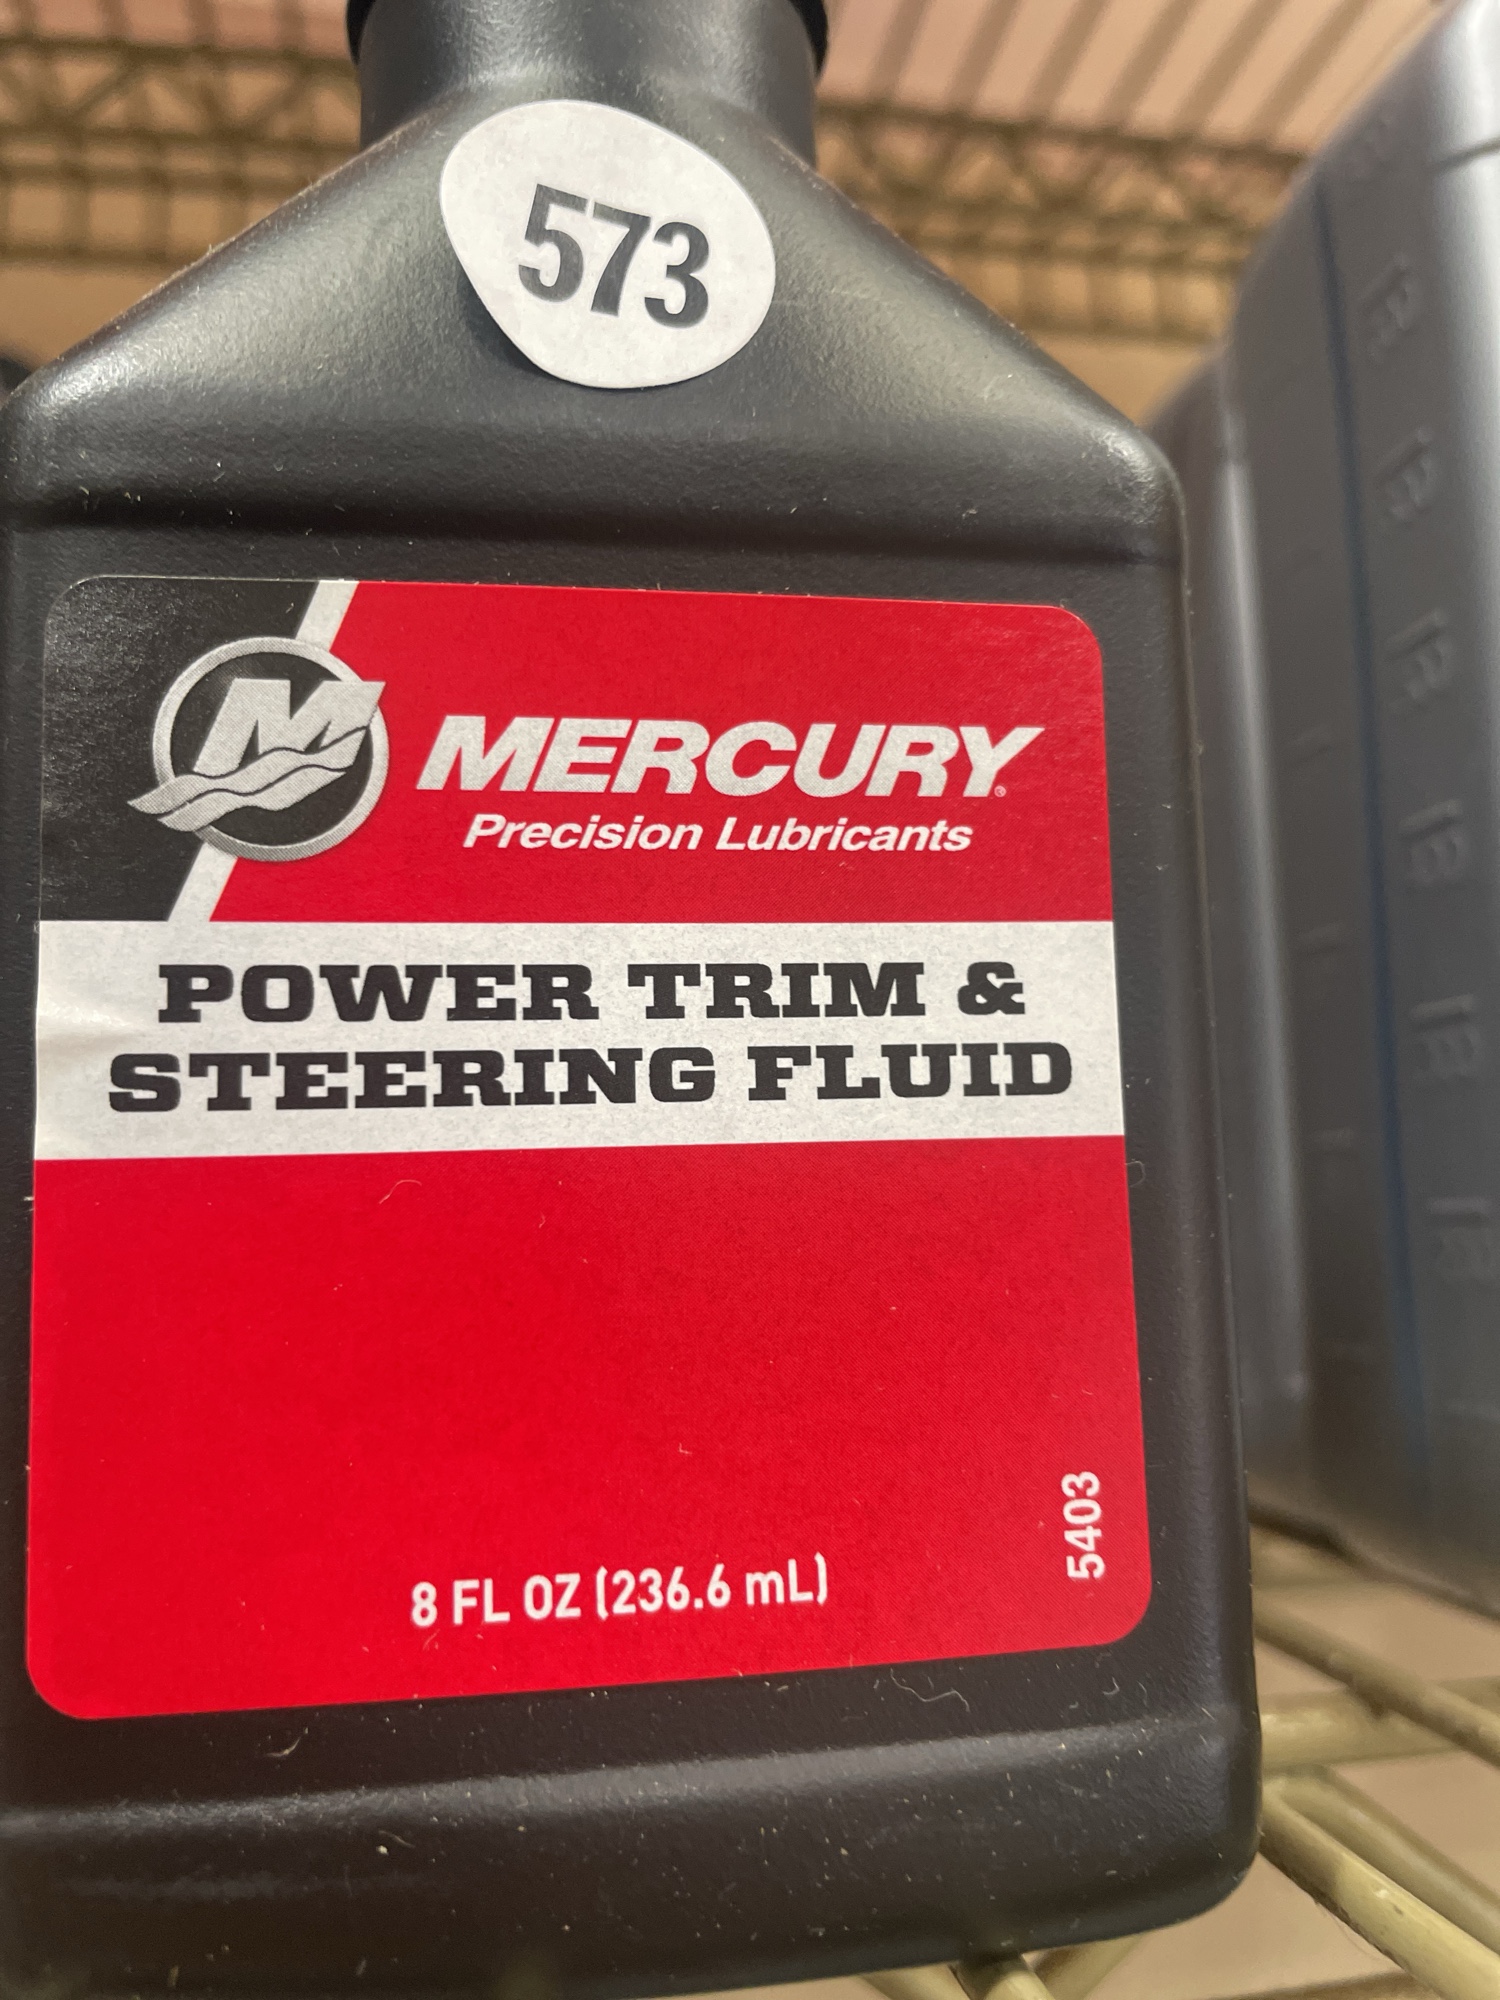 573
M
MERCURY®
Precision Lubricants
POWER TRIM &
STEERING FLUID
8 FL OZ (236.6 mL)
5403